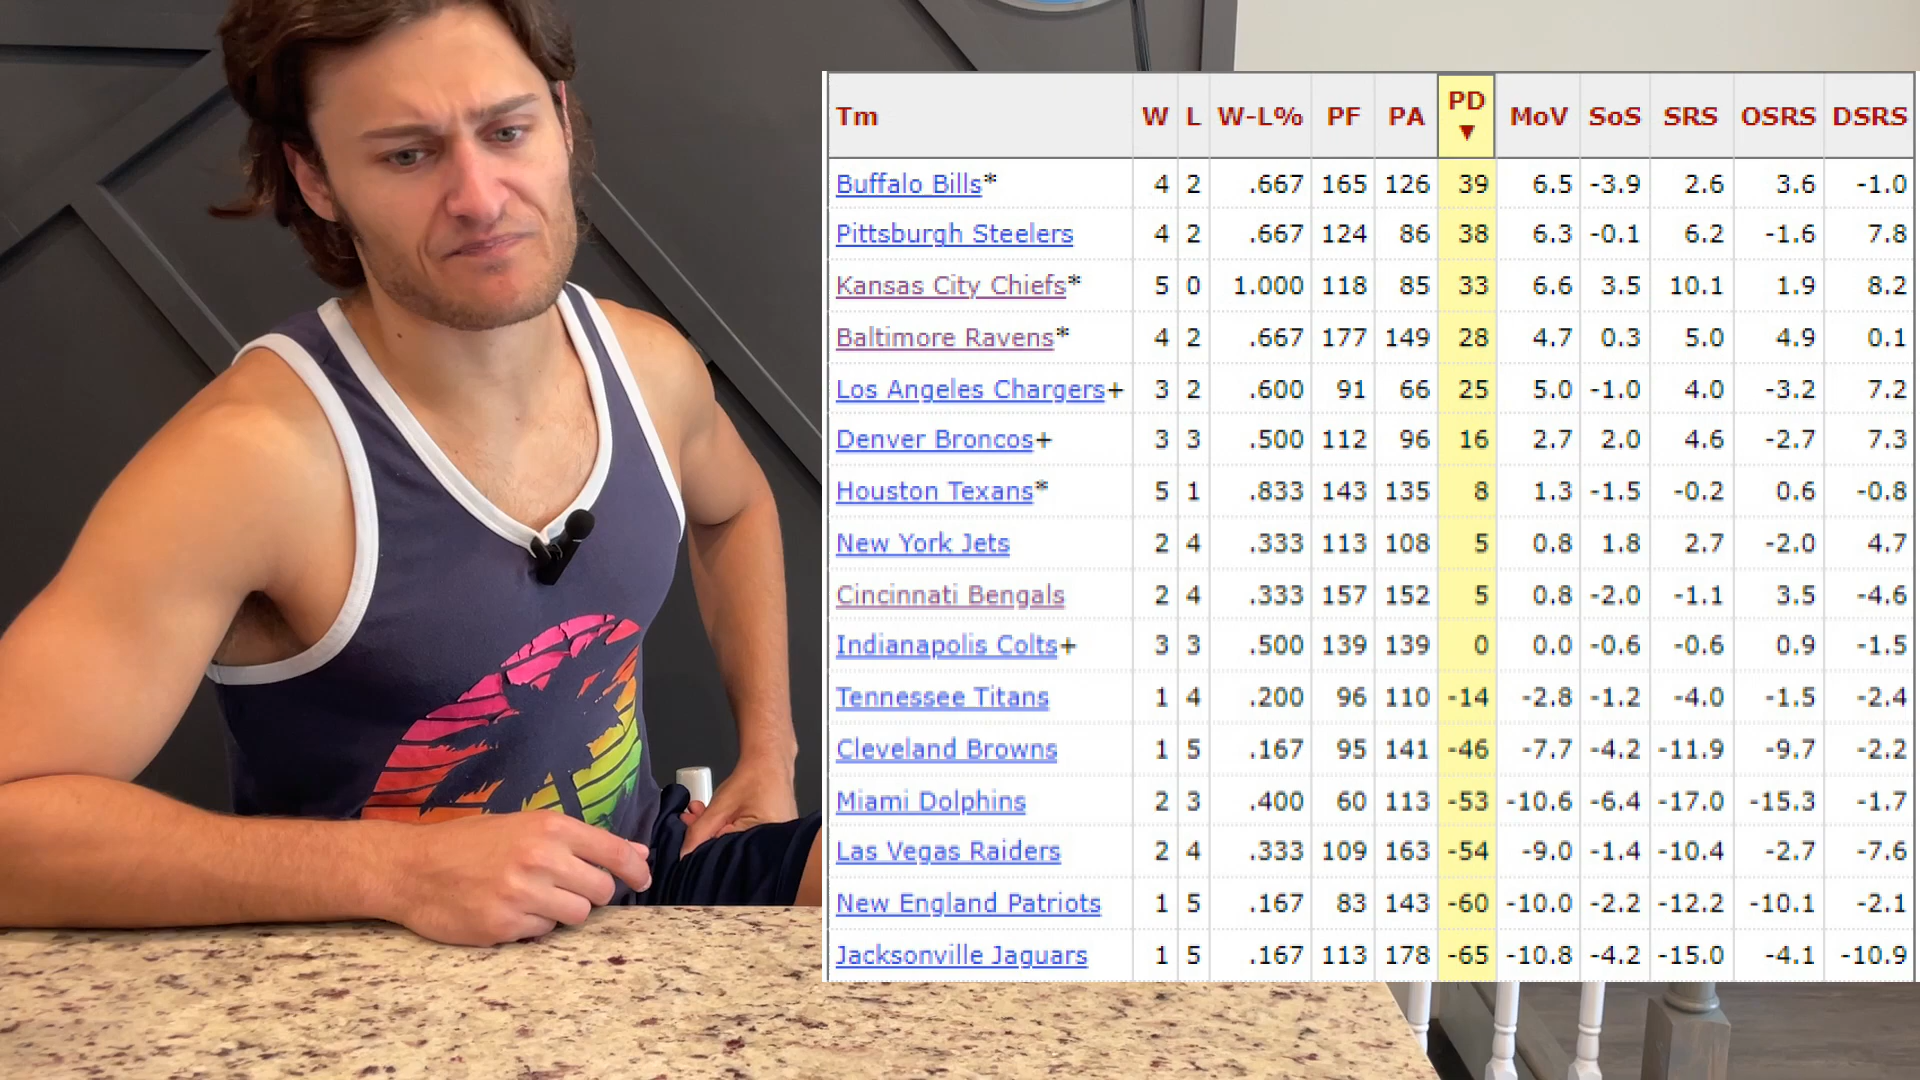 Tm W L W-L% PF PA PD ▼ MoV SoS SRS OSRS DSRS
Buffalo Bills* 4 2 .667 165 126 39 6.5 -3.9 2.6 3.6 -1.0
Pittsburgh Steelers 4 2 .667 124 86 38 6.3 -0.1 6.2 -1.6 7.8
Kansas City Chiefs* 5 0 1.000 118 85 33 6.6 3.5 10.1 1.9 8.2
Baltimore Ravens* 4 2 .667 177 149 28 4.7 0.3 5.0 4.9 0.1
Los Angeles Chargers+ 3 2 .600 91 66 25 5.0 -1.0 4.0 -3.2 7.2
Denver Broncos+ 3 3 .500 112 96 16 2.7 2.0 4.6 -2.7 7.3
Houston Texans* 5 1 .833 143 135 8 1.3 -1.5 -0.2 0.6 -0.8
New York Jets 2 4 .333 113 108 5 0.8 1.8 2.7 -2.0 4.7
Cincinnati Bengals 2 4 .333 157 152 5 0.8 -2.0 -1.1 3.5 -4.6
Indianapolis Colts+ 3 3 .500 139 139 0 0.0 -0.6 -0.6 0.9 -1.5
Tennessee Titans 1 4 .200 96 110 -14 -2.8 -1.2 -4.0 -1.5 -2.4
Cleveland Browns 1 5 .167 95 141 -46 -7.7 -4.2 -11.9 -9.7 -2.2
Miami Dolphins 2 3 .400 60 113 -53 -10.6 -6.4 -17.0 -15.3 -1.7
Las Vegas Raiders 2 4 .333 109 163 -54 -9.0 -1.4 -10.4 -2.7 -7.6
New England Patriots 1 5 .167 83 143 -60 -10.0 -2.2 -12.2 -10.1 -2.1
Jacksonville Jaguars 1 5 .167 113 178 -65 -10.8 -4.2 -15.0 -4.1 -10.9